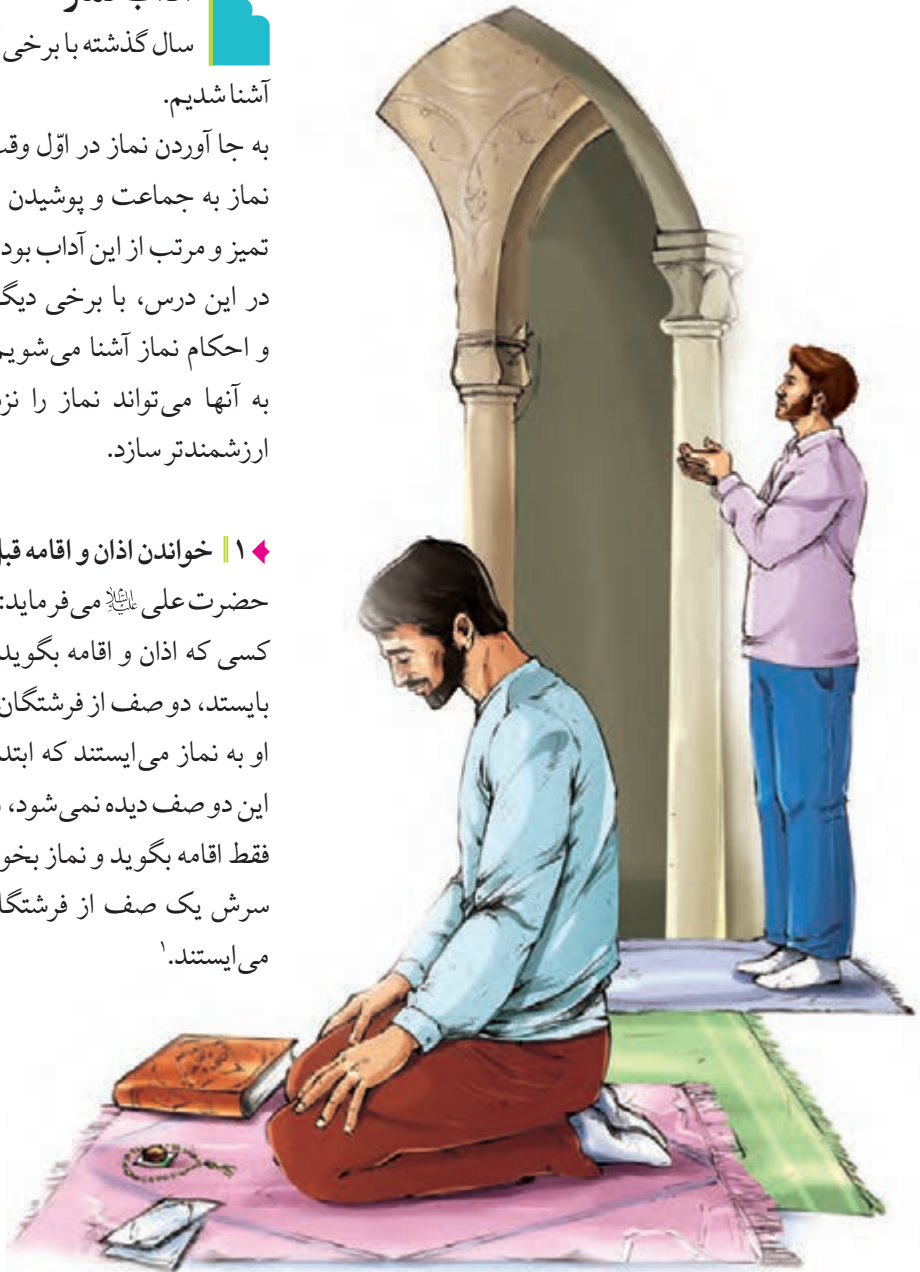 سال گذشته با برخی
آشنا شدیم.
به جا آوردن نماز در اوّل وقت
نماز به جماعت و پوشیدن
تمیز و مرتب از این آداب بود
در این درس، با برخی دیگ
و احکام نماز آشنا می‌شویم
به آنها می‌تواند نماز را نز
ارزشمندتر سازد.
۱ خواندن اذان و اقامه قبل
حضرت علی علیه‌السلام می‌فرماید:
کسی که اذان و اقامه بگوید
بایستد، دو صف از فرشتگان
او به نماز می‌ایستند که ابتد
این دو صف دیده نمی‌شود،
فقط اقامه بگوید و نماز بخو
سرش یک صف از فرشتگا
می‌ایستند.۱